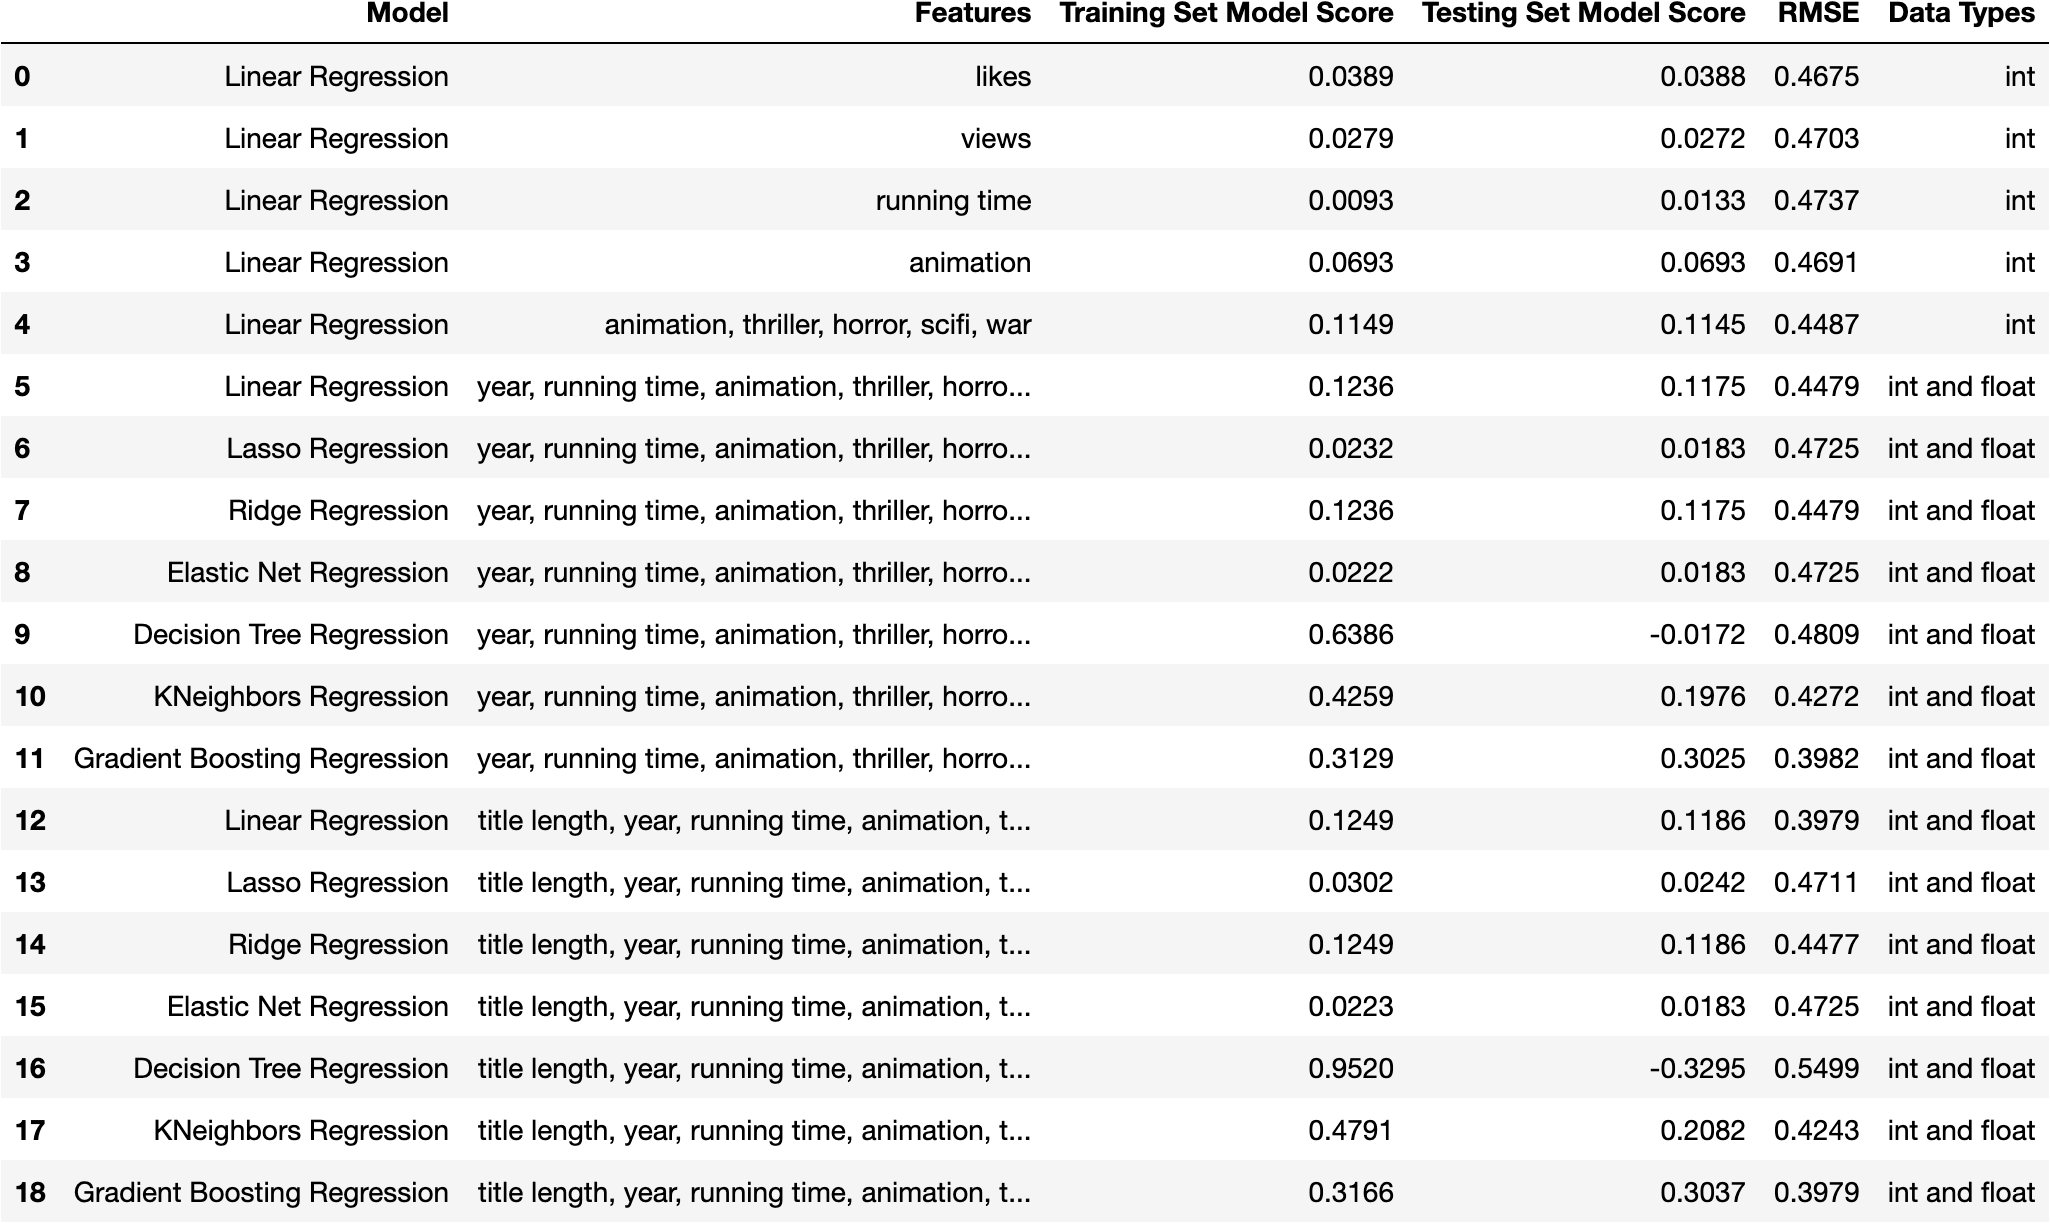 Model Features Training Set Model Score Testing Set Model Score RMSE Data Types
0 Linear Regression likes 0.0389 0.0388 0.4675 int
1 Linear Regression views 0.0279 0.0272 0.4703 int
2 Linear Regression running time 0.0093 0.0133 0.4737 int
3 Linear Regression animation 0.0693 0.0693 0.4691 int
4 Linear Regression animation, thriller, horror, scifi, war 0.1149 0.1145 0.4487 int
5 Linear Regression year, running time, animation, thriller, horro... 0.1236 0.1175 0.4479 int and float
6 Lasso Regression year, running time, animation, thriller, horro... 0.0232 0.0183 0.4725 int and float
7 Ridge Regression year, running time, animation, thriller, horro... 0.1236 0.1175 0.4479 int and float
8 Elastic Net Regression year, running time, animation, thriller, horro... 0.0222 0.0183 0.4725 int and float
9 Decision Tree Regression year, running time, animation, thriller, horro... 0.6386 -0.0172 0.4809 int and float
10 KNeighbors Regression year, running time, animation, thriller, horro... 0.4259 0.1976 0.4272 int and float
11 Gradient Boosting Regression year, running time, animation, thriller, horro... 0.3129 0.3025 0.3982 int and float
12 Linear Regression title length, year, running time, animation, t... 0.1249 0.1186 0.3979 int and float
13 Lasso Regression title length, year, running time, animation, t... 0.0302 0.0242 0.4711 int and float
14 Ridge Regression title length, year, running time, animation, t... 0.1249 0.1186 0.4477 int and float
15 Elastic Net Regression title length, year, running time, animation, t... 0.0223 0.0183 0.4725 int and float
16 Decision Tree Regression title length, year, running time, animation, t... 0.9520 -0.3295 0.5499 int and float
17 KNeighbors Regression title length, year, running time, animation, t... 0.4791 0.2082 0.4243 int and float
18 Gradient Boosting Regression title length, year, running time, animation, t... 0.3166 0.3037 0.3979 int and float